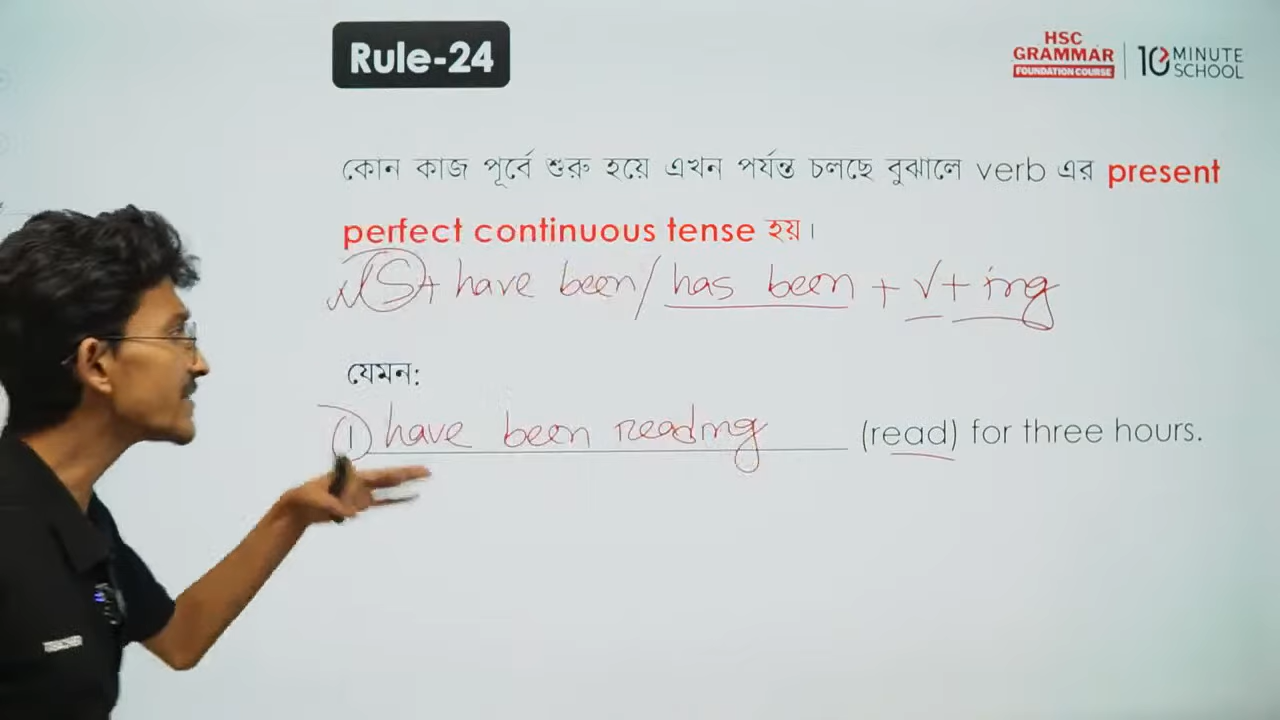 Rule-24
HSC
GRAMMAR
FOUNDATION COURSE
10 MINUTE
SCHOOL
কোন কাজ পূর্বে শুরু হয়ে এখন পর্যন্ত চলছে বুঝালে verb এর present
perfect continuous tense হয়।
S + have been / has been + v + ing
যেমন:
I have been reading (read) for three hours.